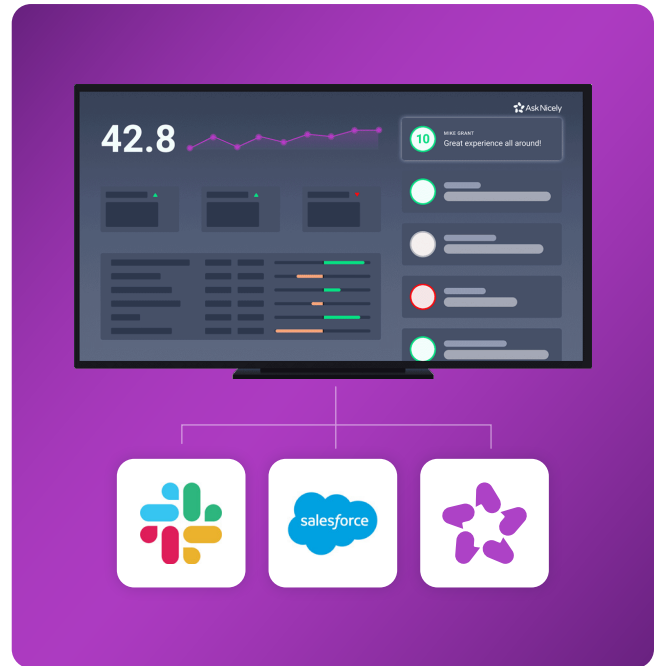 AskNicely
42.8
10
MIKE GRANT
Great experience all around!
salesforce